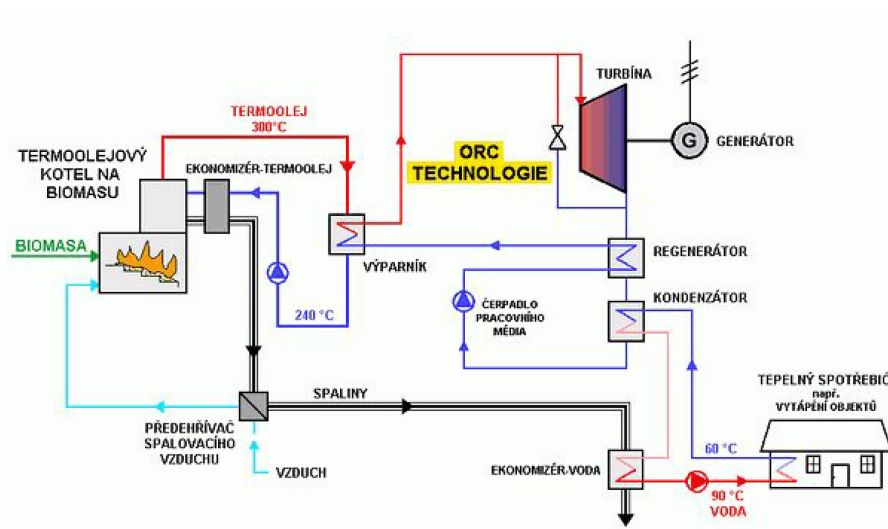 TERMOOLEJ
300°C
TURBÍNA
TERMOOLEJOVÝ
KOTEL NA
BIOMASU
EKONOMIZÉR-TERMOOLEJ
ORC
TECHNOLOGIE
G
GENERÁTOR
BIOMASA
VÝPARNÍK
REGENERÁTOR
240 °C
ČERPADLO
PRACOVNÍHO
MÉDIA
KONDENZÁTOR
SPALINY
TEPELNÝ SPOTŘEBIČ
např.
VYTÁPĚNÍ OBJEKTŮ
PŘEDEHŘÍVAČ
SPALOVACÍHO
VZDUCHU
VZDUCH
60 °C
EKONOMIZÉR-VODA
90 °C
VODA